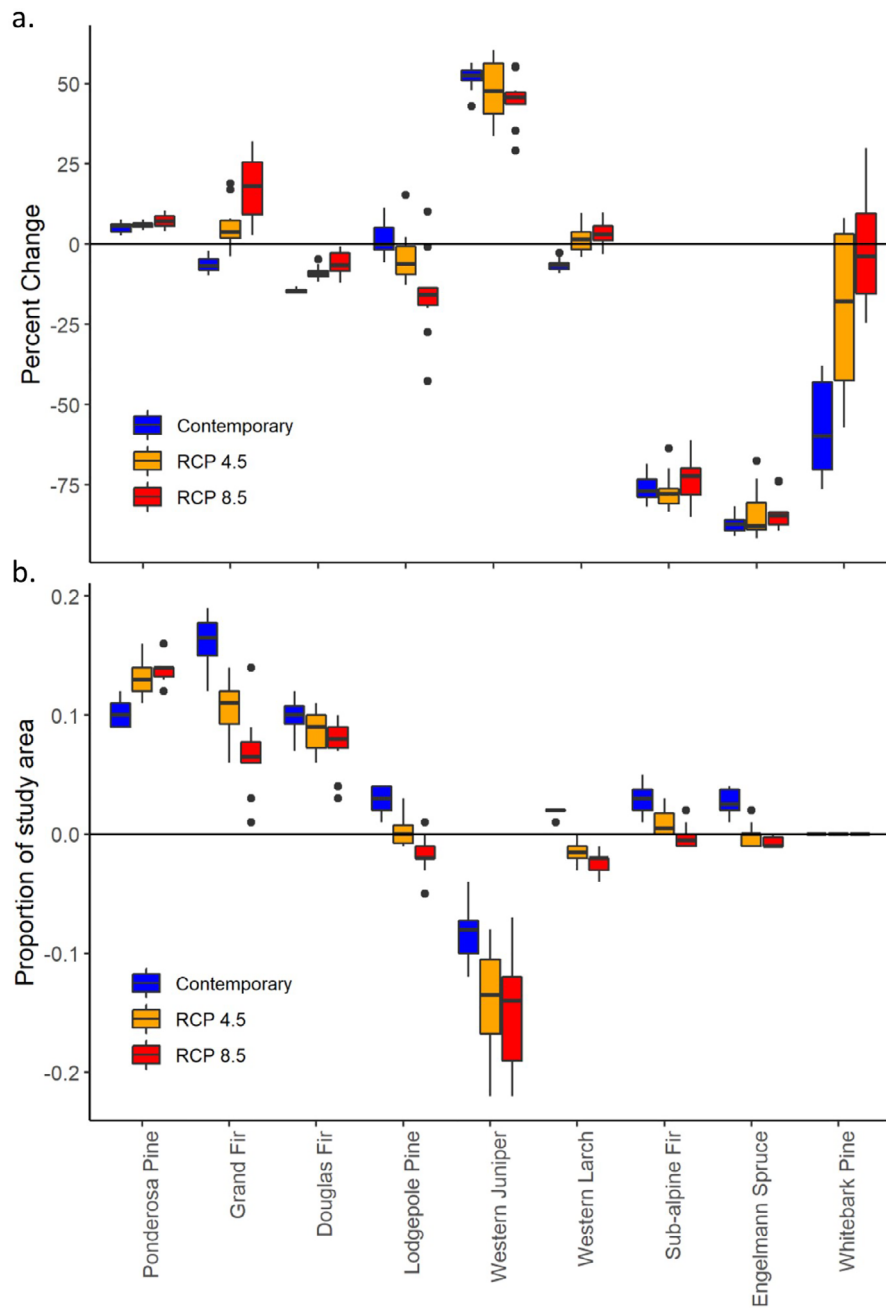 a.
Percent Change
50
25
0
-25
-50
-75
Contemporary
RCP 4.5
RCP 8.5
b.
Proportion of study area
0.2
0.1
0.0
-0.1
-0.2
Contemporary
RCP 4.5
RCP 8.5
Ponderosa Pine
Grand Fir
Douglas Fir
Lodgepole Pine
Western Juniper
Western Larch
Sub-alpine Fir
Engelmann Spruce
Whitebark Pine